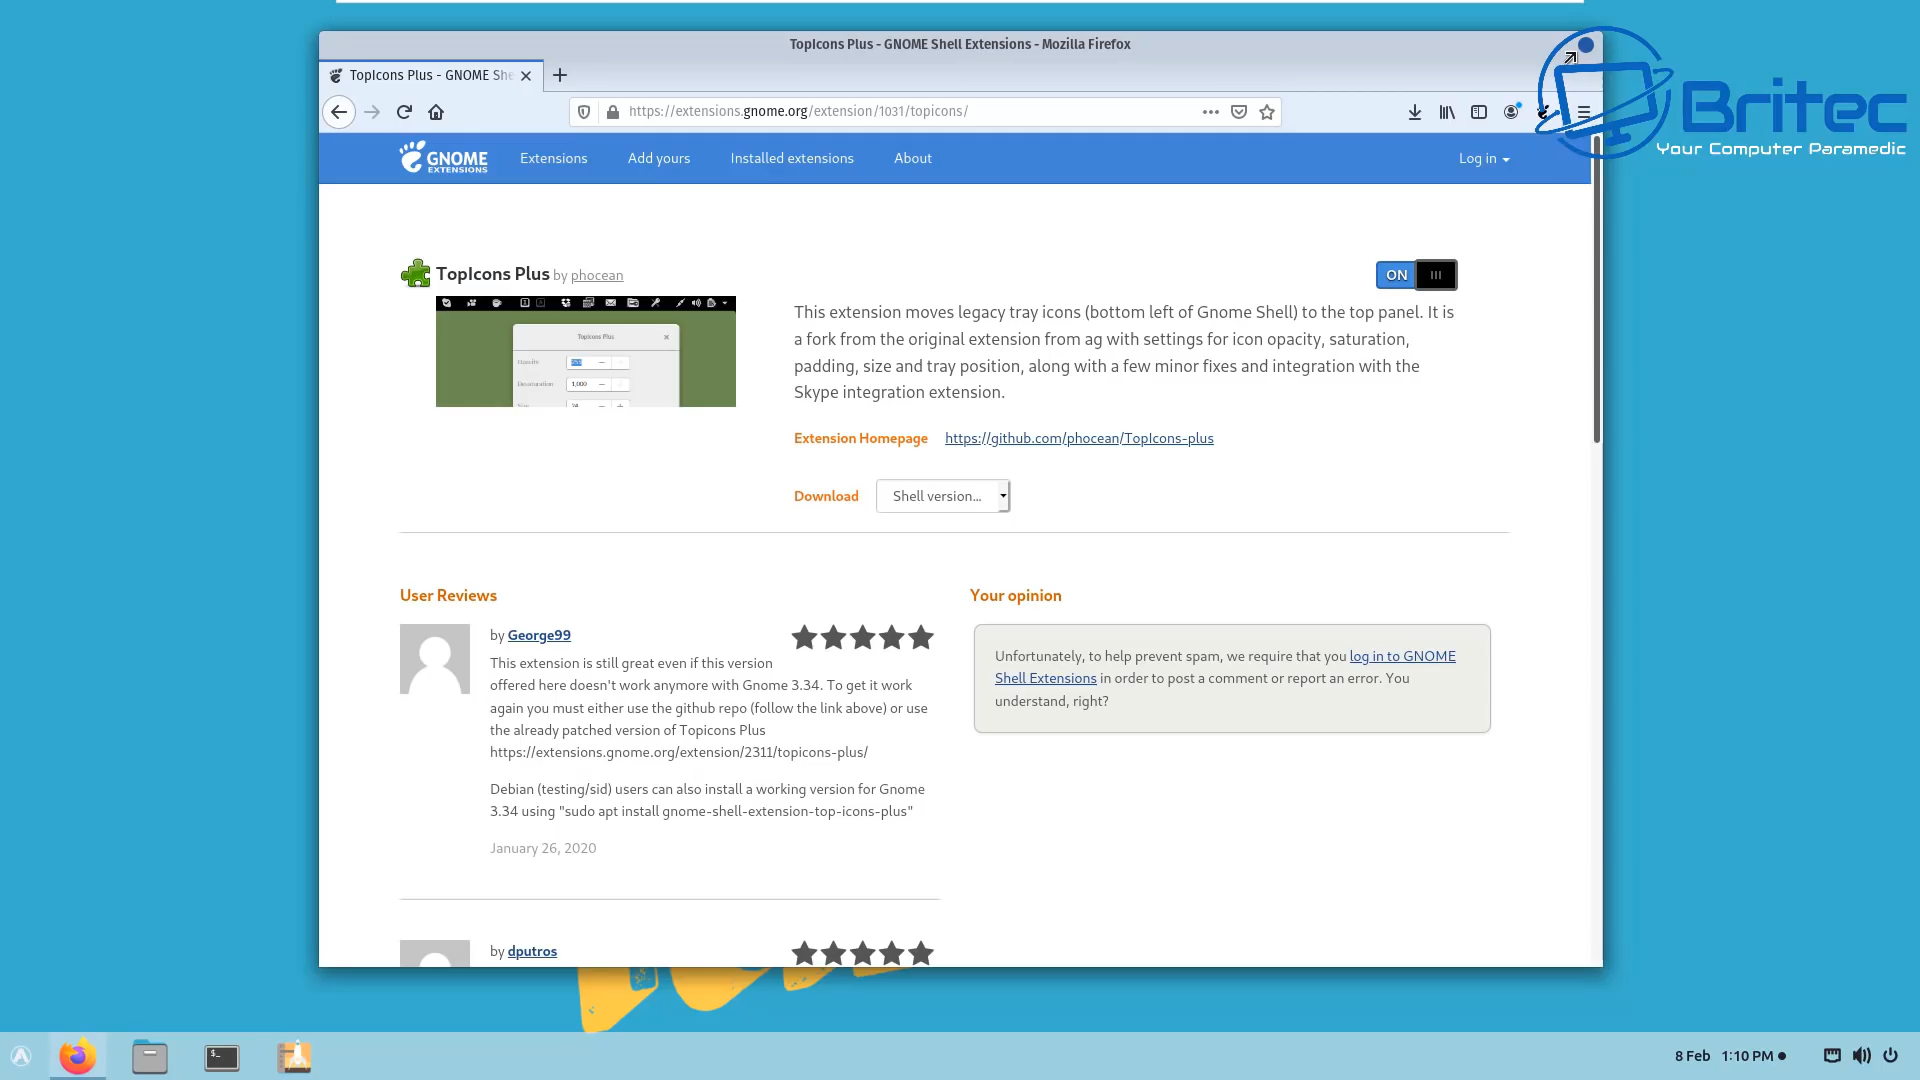 TopIcons Plus - GNOME Shell Extensions - Mozilla Firefox
TopIcons Plus - GNOME She
https://extensions.gnome.org/extension/1031/topicons/
Britec
Your Computer Paramedic
GNOME
EXTENSIONS
Extensions
Add yours
Installed extensions
About
Log in
TopIcons Plus by phocean
ON
TopIcons Plus
1,000
24
This extension moves legacy tray icons (bottom left of Gnome Shell) to the top panel. It is
a fork from the original extension from ag with settings for icon opacity, saturation,
padding, size and tray position, along with a few minor fixes and integration with the
Skype integration extension.
Extension Homepage https://github.com/phocean/TopIcons-plus
Download Shell version...
User Reviews
by George99
This extension is still great even if this version
offered here doesn't work anymore with Gnome 3.34. To get it work
again you must either use the github repo (follow the link above) or use
the already patched version of Topicons Plus
https://extensions.gnome.org/extension/2311/topicons-plus/
Debian (testing/sid) users can also install a working version for Gnome
3.34 using "sudo apt install gnome-shell-extension-top-icons-plus"
January 26, 2020
by dputros
Your opinion
Unfortunately, to help prevent spam, we require that you log in to GNOME
Shell Extensions in order to post a comment or report an error. You
understand, right?
8 Feb 1:10 PM